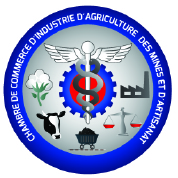 CHAMBRE DE COMMERCE D'INDUSTRIE D'AGRICULTURE DES MINES ET D'ARTISANAT